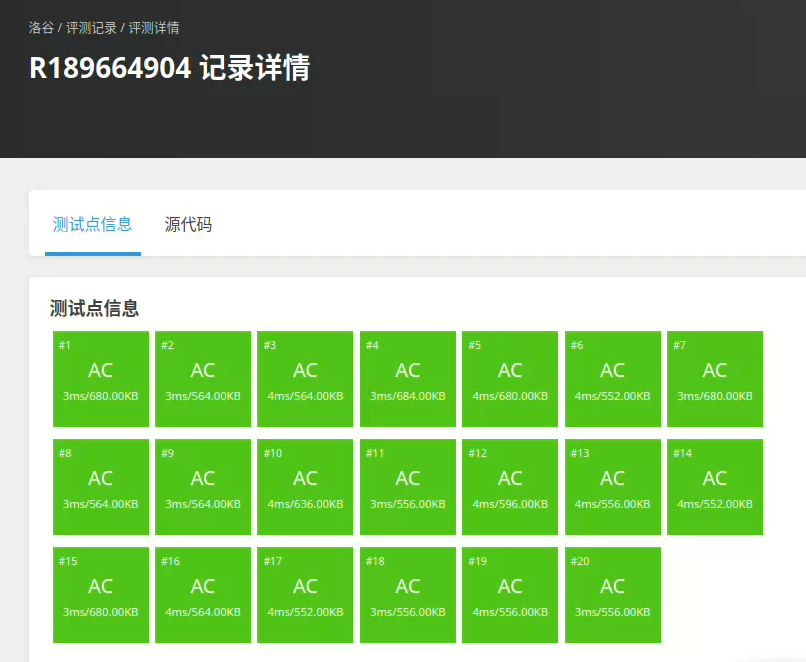 洛谷 / 评测记录 / 评测详情
R189664904 记录详情
测试点信息 源代码
测试点信息
#1 #2 #3 #4 #5 #6 #7
AC AC AC AC AC AC AC
3ms/680.00KB 3ms/564.00KB 4ms/564.00KB 3ms/684.00KB 4ms/680.00KB 4ms/552.00KB 3ms/680.00KB
#8 #9 #10 #11 #12 #13 #14
AC AC AC AC AC AC AC
3ms/564.00KB 3ms/564.00KB 4ms/636.00KB 3ms/556.00KB 4ms/596.00KB 4ms/556.00KB 4ms/552.00KB
#15 #16 #17 #18 #19 #20
AC AC AC AC AC AC
3ms/680.00KB 4ms/564.00KB 4ms/552.00KB 3ms/556.00KB 4ms/556.00KB 3ms/556.00KB